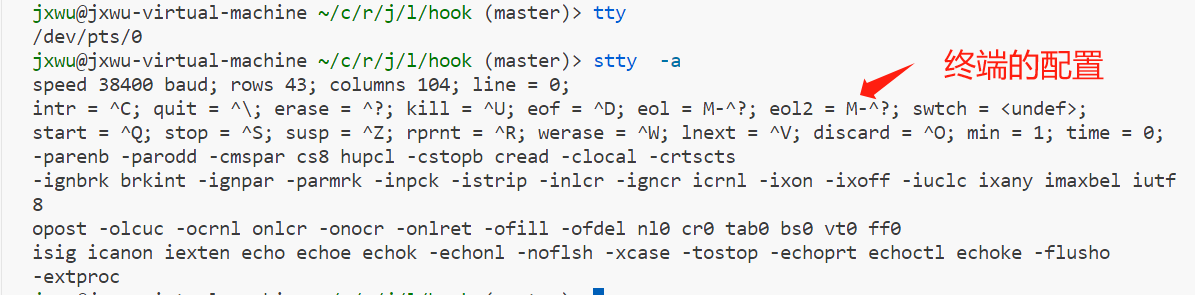 jxwu@jxwu-virtual-machine ~/c/r/j/l/hook (master)> tty
/dev/pts/0
jxwu@jxwu-virtual-machine ~/c/r/j/l/hook (master)> stty  -a
终端的配置
speed 38400 baud; rows 43; columns 104; line = 0;
intr = ^C; quit = ^\; erase = ^?; kill = ^U; eof = ^D; eol = M-^?; eol2 = M-^?; swtch = <undef>;
start = ^Q; stop = ^S; susp = ^Z; rprnt = ^R; werase = ^W; lnext = ^V; discard = ^O; min = 1; time = 0;
-parenb -parodd -cmspar cs8 hupcl -cstopb cread -clocal -crtscts
-ignbrk brkint -ignpar -parmrk -inpck -istrip -inlcr -igncr icrnl -ixon -ixoff -iuclc ixany imaxbel iutf
8
opost -olcuc -ocrnl onlcr -onocr -onlret -ofill -ofdel nl0 cr0 tab0 bs0 vt0 ff0
isig icanon iexten echo echoe echok -echonl -noflsh -xcase -tostop -echoprt echoctl echoke -flusho
-extproc